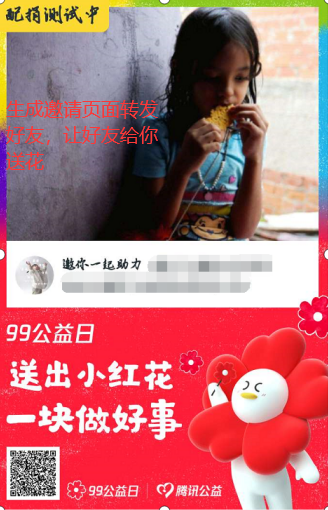 配捐测试中
生成邀请页面转发
好友，让好友给你
送花
邀你一起助力
99公益日
送出小红花
一块做好事
99公益日 腾讯公益